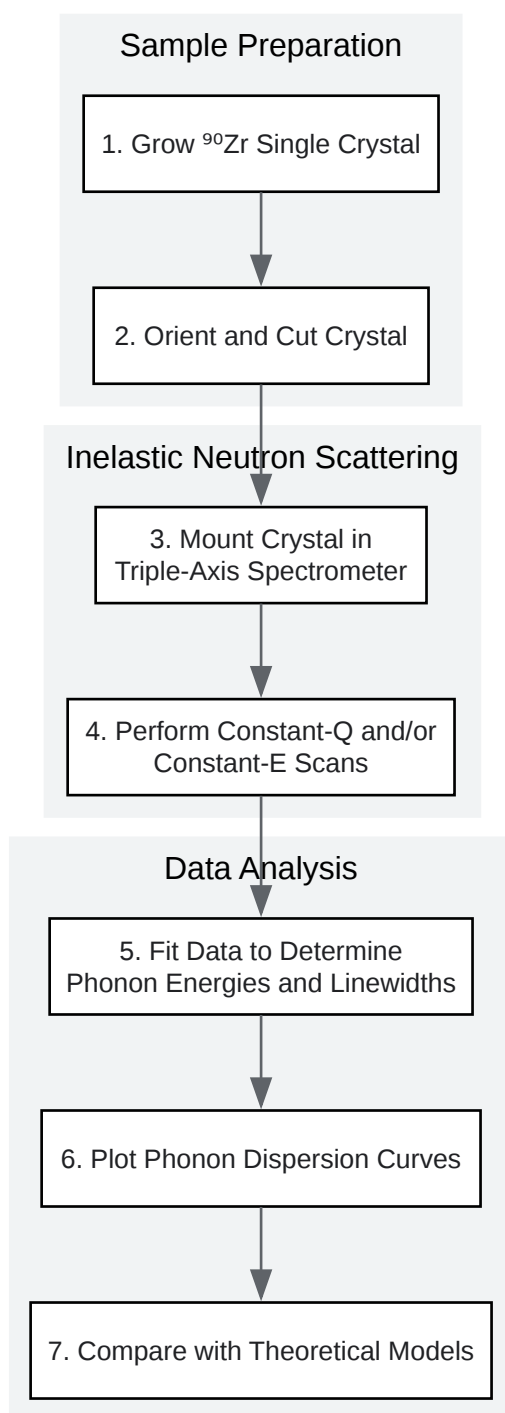 Sample Preparation
1. Grow ⁹⁰Zr Single Crystal
2. Orient and Cut Crystal
Inelastic Neutron Scattering
3. Mount Crystal in
Triple-Axis Spectrometer
4. Perform Constant-Q and/or
Constant-E Scans
Data Analysis
5. Fit Data to Determine
Phonon Energies and Linewidths
6. Plot Phonon Dispersion Curves
7. Compare with Theoretical Models